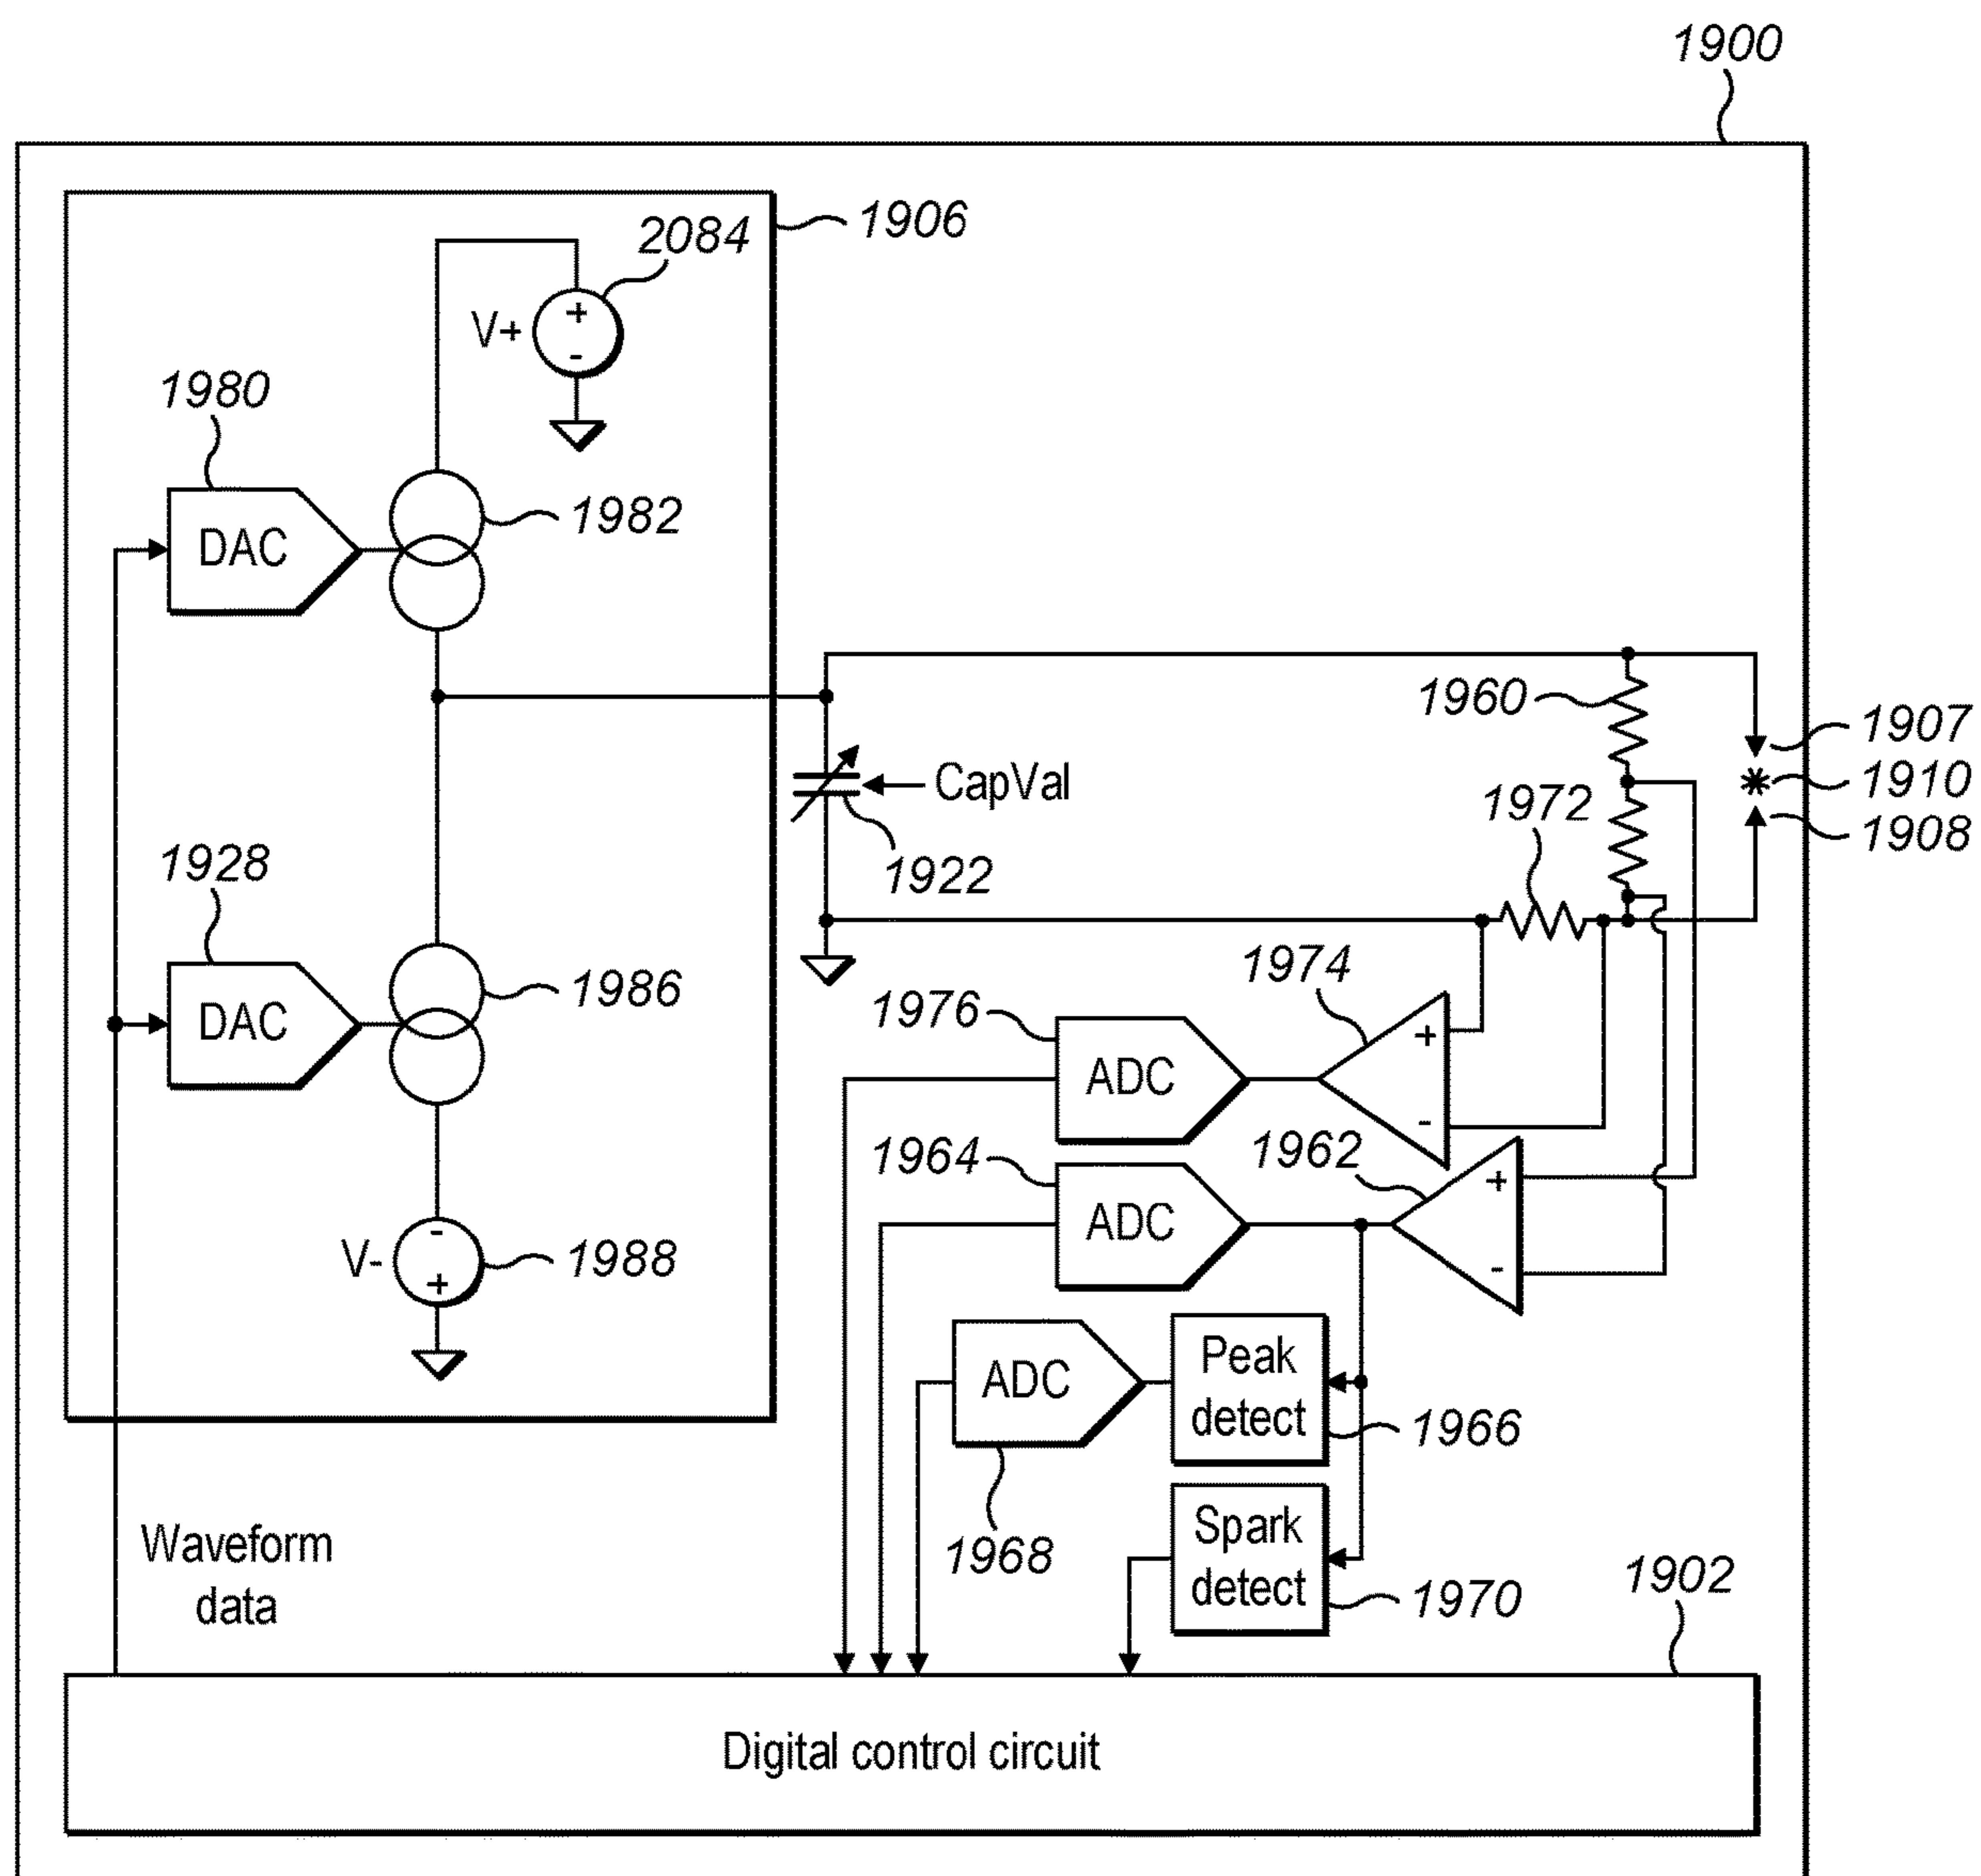 1900
1906
2084
V+
+
-
1980
DAC
1982
1960
1907
1910
1908
CapVal
1972
1922
1928
DAC
1986
1974
1976
ADC
+
-
1964
ADC
1962
+
-
V-
-
+
1988
ADC
Peak
detect
1966
1968
Spark
detect
1970
Waveform
data
1902
Digital control circuit